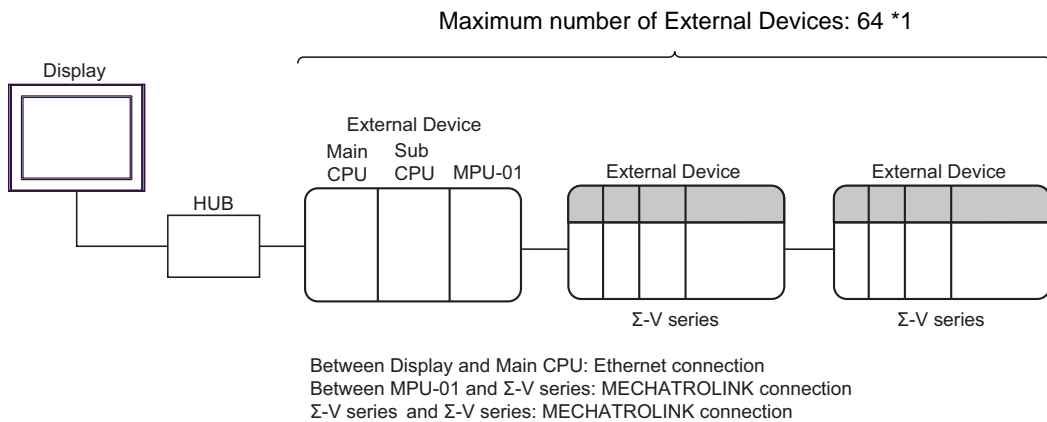 Maximum number of External Devices: 64 *1
Display
External Device
Main CPU
Sub CPU
MPU-01
HUB
External Device
External Device
Σ-V series
Σ-V series
Between Display and Main CPU: Ethernet connection
Between MPU-01 and Σ-V series: MECHATROLINK connection
Σ-V series and Σ-V series: MECHATROLINK connection